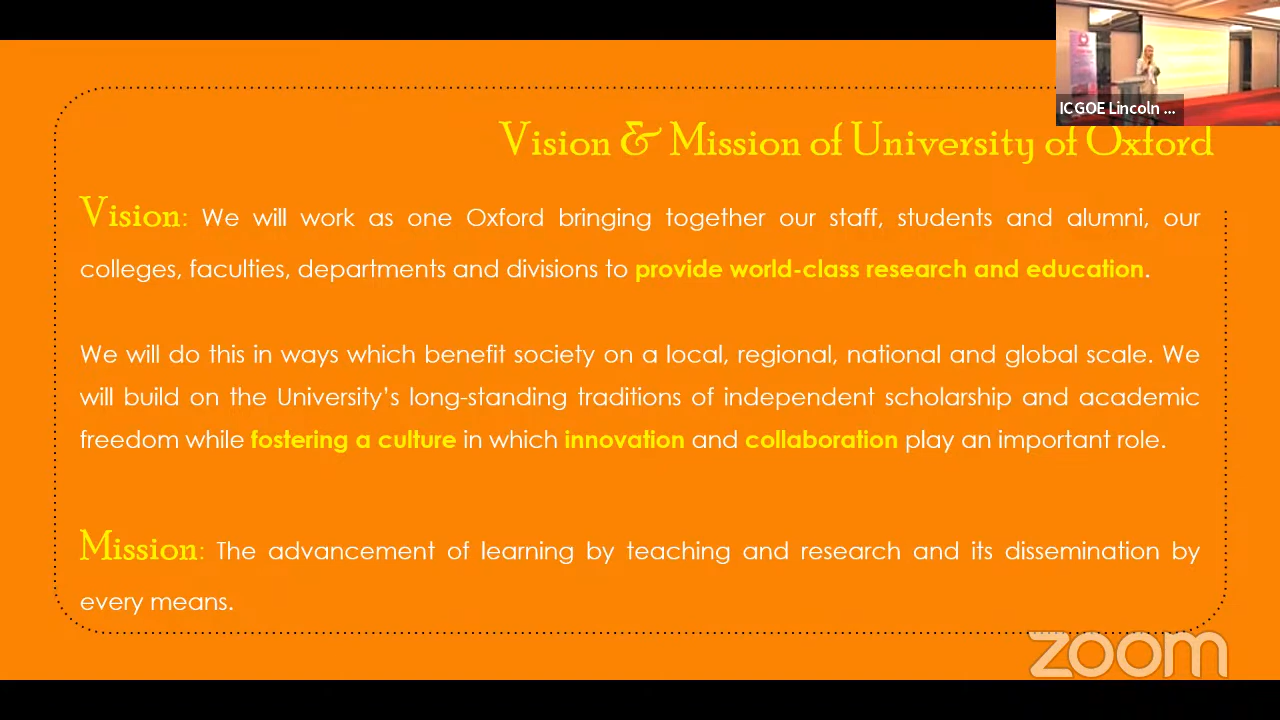 ICGOE Lincoln ...
Vision & Mission of University of Oxford
Vision: We will work as one Oxford bringing together our staff, students and alumni, our
colleges, faculties, departments and divisions to provide world-class research and education.
We will do this in ways which benefit society on a local, regional, national and global scale. We
will build on the University’s long-standing traditions of independent scholarship and academic
freedom while fostering a culture in which innovation and collaboration play an important role.
Mission: The advancement of learning by teaching and research and its dissemination by
every means.
zoom